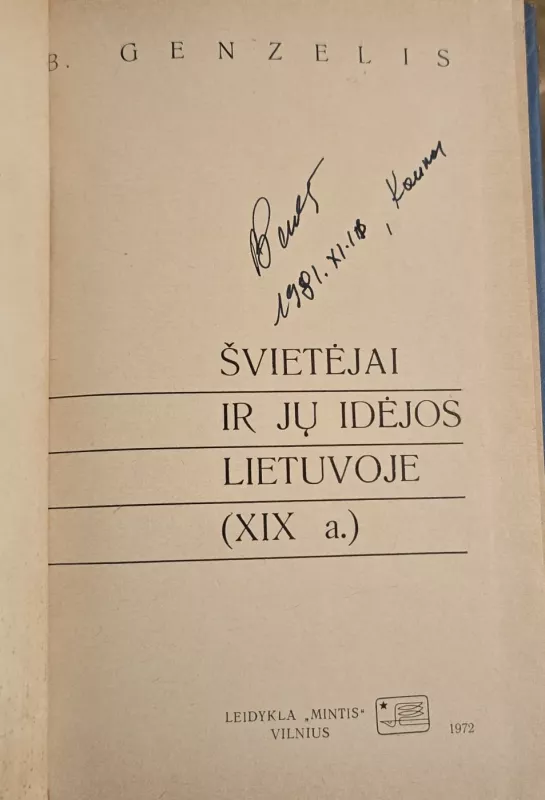 B. GENZELIS
1981.XI.18, Kaunas
ŠVIETĖJAI
IR JŲ IDĖJOS
LIETUVOJE
(XIX a.)
LEIDYKLA „MINTIS“
VILNIUS
1972